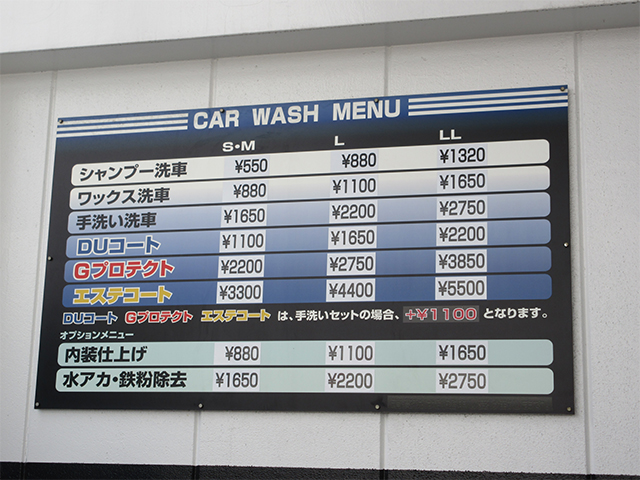 CAR WASH MENU
S・M L LL
シャンプー洗車 ¥550 ¥880 ¥1320
ワックス洗車 ¥880 ¥1100 ¥1650
手洗い洗車 ¥1650 ¥2200 ¥2750
DUコート ¥1100 ¥1650 ¥2200
Gプロテクト ¥2200 ¥2750 ¥3850
エステコート ¥3300 ¥4400 ¥5500
DUコート Gプロテクト エステコート は、手洗いセットの場合、+¥1100 となります。
オプションメニュー
内装仕上げ ¥880 ¥1100 ¥1650
水アカ・鉄粉除去 ¥1650 ¥2200 ¥2750